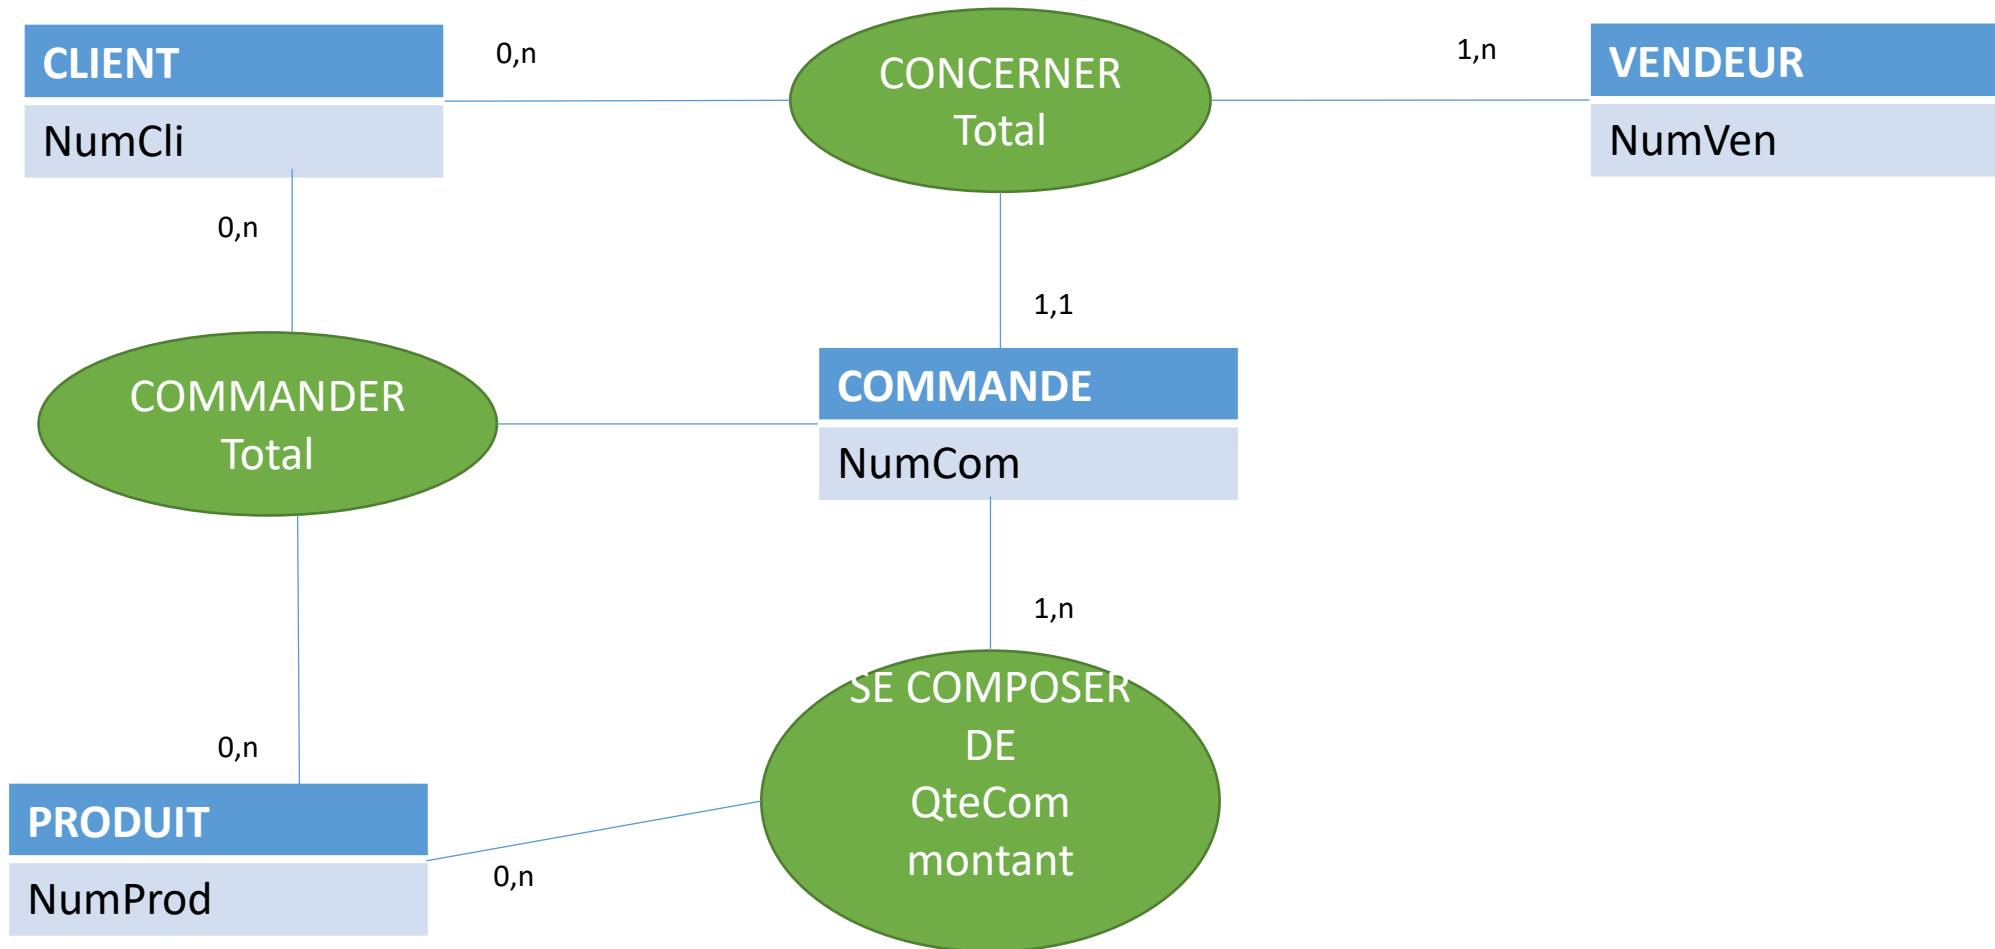 CLIENT
NumCli
0,n
CONCERNER
Total
1,n
VENDEUR
NumVen
0,n
1,1
COMMANDER
Total
COMMANDE
NumCom
1,n
0,n
PRODUIT
NumProd
0,n
SE COMPOSER
DE
QteCom
montant